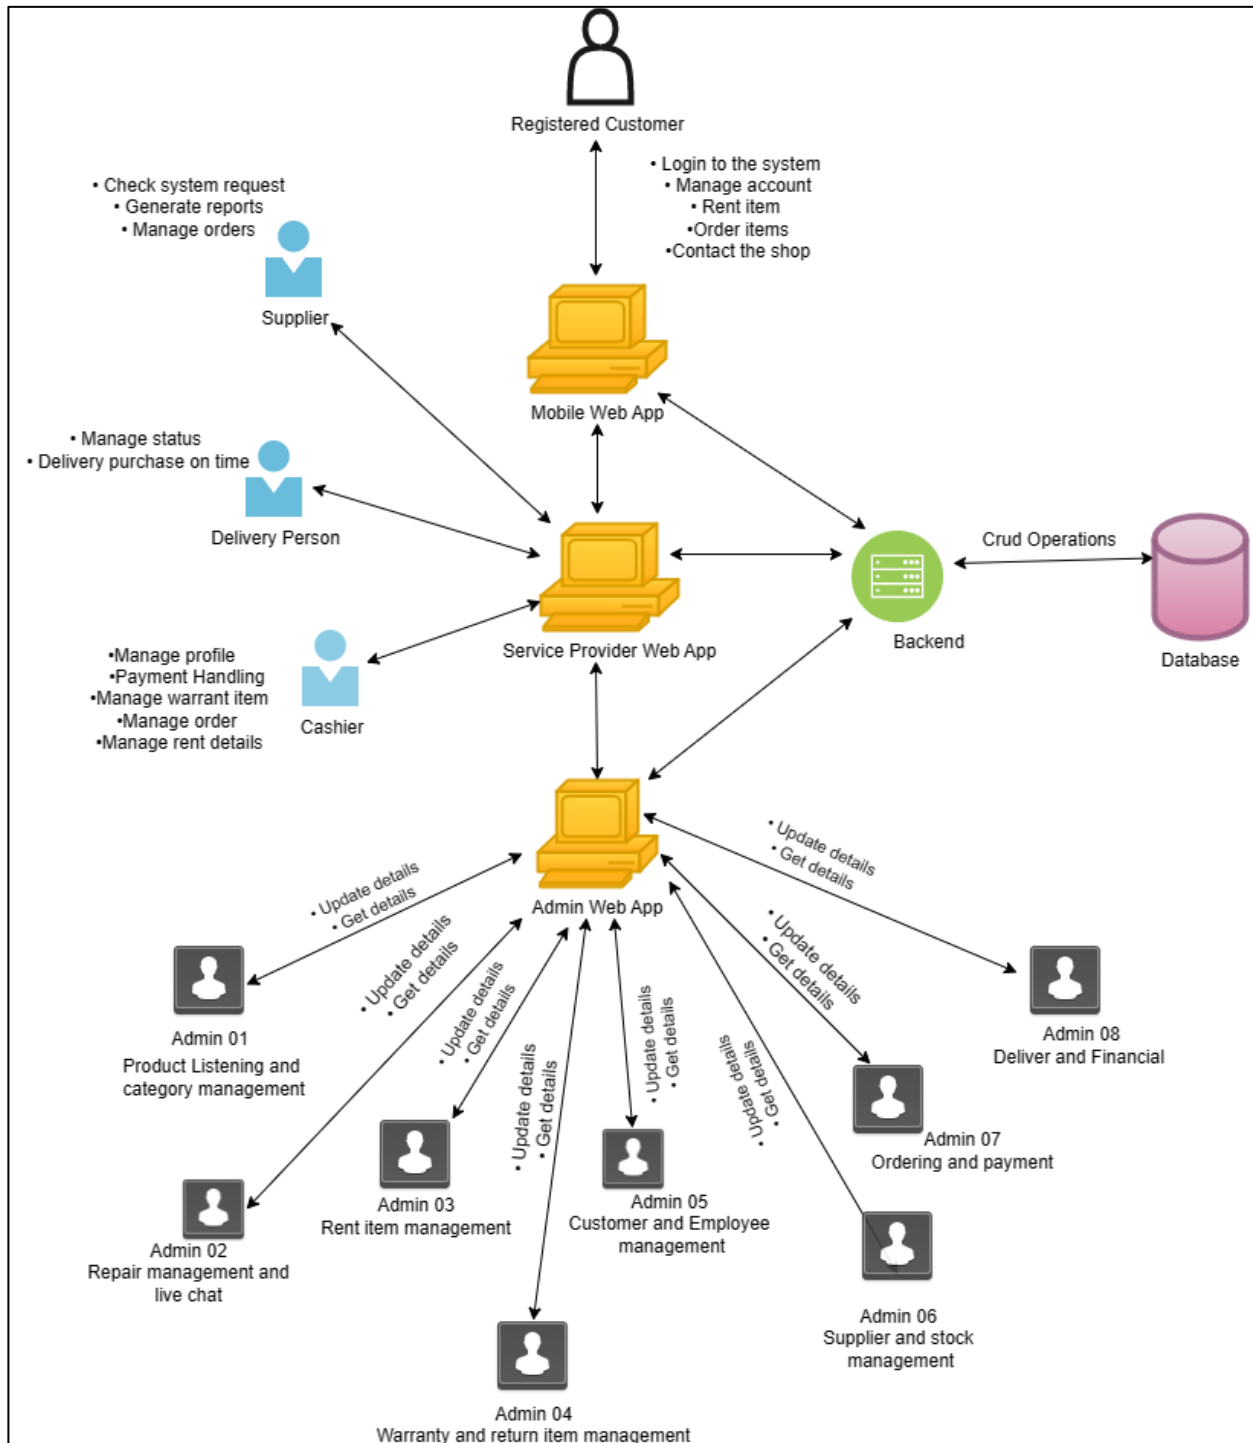 Registered Customer
• Login to the system
• Manage account
• Rent item
•Order items
•Contact the shop
• Check system request
• Generate reports
• Manage orders
Supplier
Mobile Web App
• Manage status
• Delivery purchase on time
Delivery Person
Service Provider Web App
Backend
Crud Operations
Database
•Manage profile
•Payment Handling
•Manage warrant item
•Manage order
•Manage rent details
Cashier
Admin Web App
• Update details
• Get details
Admin 01
Product Listening and
category management
• Update details
• Get details
Admin 02
Repair management and
live chat
• Update details
• Get details
Admin 03
Rent item management
• Update details
• Get details
Admin 04
Warranty and return item management
• Update details
• Get details
Admin 05
Customer and Employee
management
• Update details
• Get details
Admin 06
Supplier and stock
management
• Update details
• Get details
Admin 07
Ordering and payment
• Update details
• Get details
Admin 08
Deliver and Financial